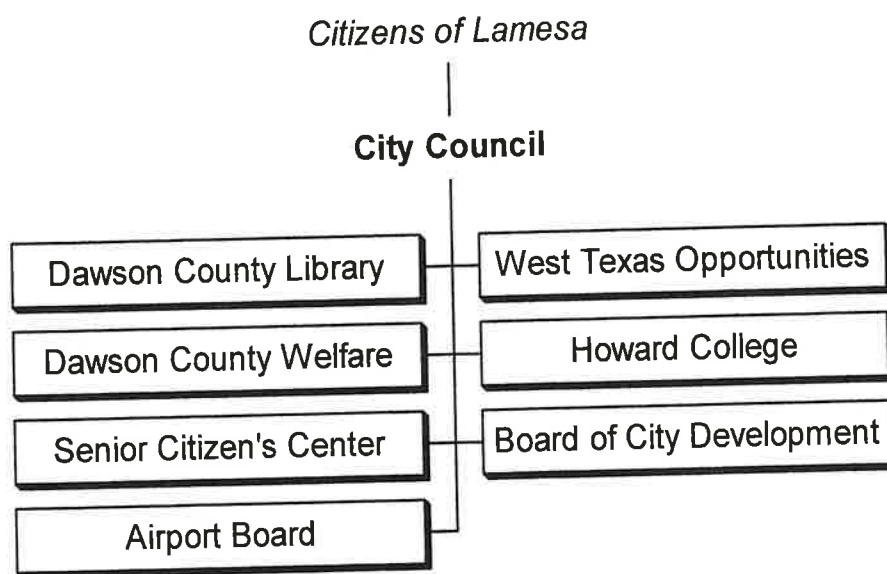 Citizens of Lamesa
City Council
Dawson County Library
West Texas Opportunities
Dawson County Welfare
Howard College
Senior Citizen's Center
Board of City Development
Airport Board